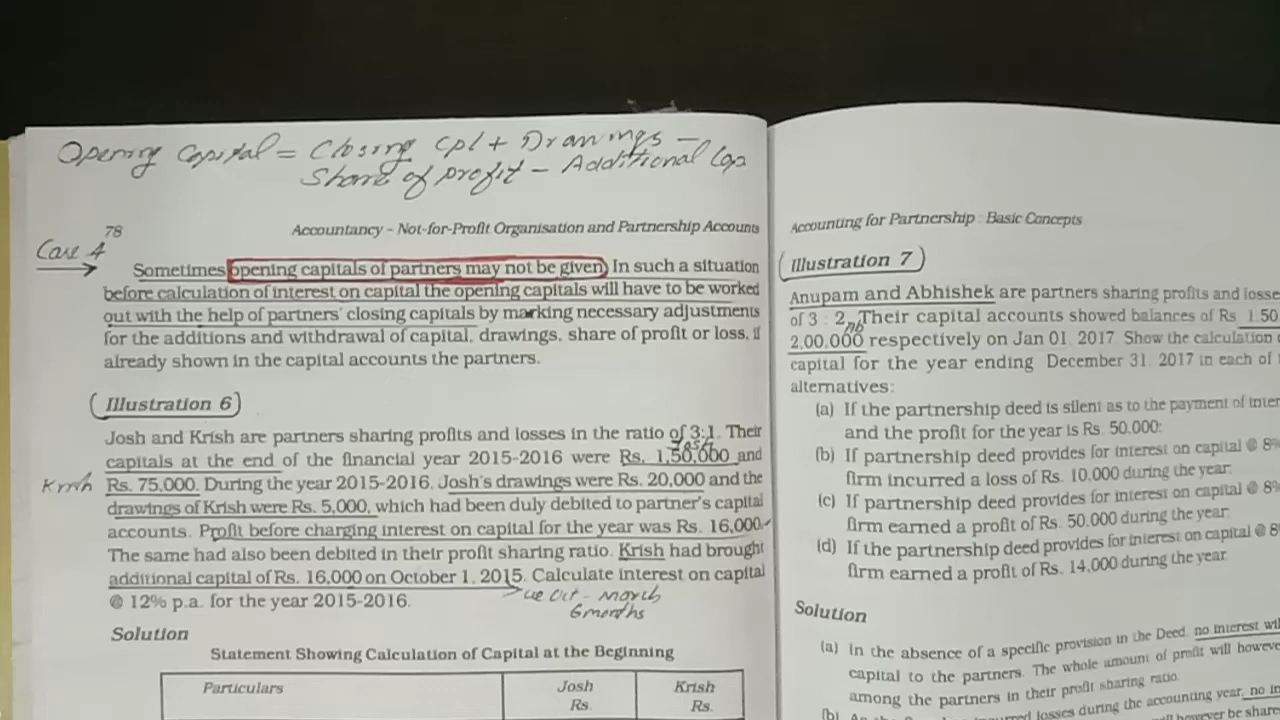 Opening Capital = Closing Cpl + Drawings -
Share of profit - Additional Cap
78
Accountancy – Not-for-Profit Organisation and Partnership Accounts
Case 4
Sometimes opening capitals of partners may not be given. In such a situation
before calculation of interest on capital the opening capitals will have to be worked
out with the help of partners' closing capitals by marking necessary adjustments
for the additions and withdrawal of capital, drawings, share of profit or loss, if
already shown in the capital accounts the partners.
Illustration 6
Josh and Krish are partners sharing profits and losses in the ratio of 3:1. Their
Josh
capitals at the end of the financial year 2015-2016 were Rs. 1,50,000 and
Krish
Rs. 75,000. During the year 2015-2016, Josh's drawings were Rs. 20,000 and the
drawings of Krish were Rs. 5,000, which had been duly debited to partner's capital
accounts. Profit before charging interest on capital for the year was Rs. 16,000.
The same had also been debited in their profit sharing ratio. Krish had brought
additional capital of Rs. 16,000 on October 1, 2015. Calculate interest on capital
@ 12% p.a. for the year 2015-2016.
Oct - March
6 months
Solution
Statement Showing Calculation of Capital at the Beginning
Particulars
Josh
Rs.
Krish
Rs.
Accounting for Partnership : Basic Concepts
Illustration 7
Anupam and Abhishek are partners sharing profits and losse
of 3 : 2. Their capital accounts showed balances of Rs. 1,50
2,00,000 respectively on Jan 01, 2017. Show the calculation
capital for the year ending December 31, 2017 in each of
alternatives:
(a) If the partnership deed is silent as to the payment of inter
and the profit for the year is Rs. 50,000;
(b) If partnership deed provides for interest on capital @ 8%
firm incurred a loss of Rs. 10,000 during the year;
(c) If partnership deed provides for interest on capital @ 8%
firm earned a profit of Rs. 50,000 during the year;
(d) If the partnership deed provides for interest on capital @ 8
firm earned a profit of Rs. 14,000 during the year.
Solution
(a) In the absence of a specific provision in the Deed, no interest wil
capital to the partners. The whole amount of profit will howeve
among the partners in their profit sharing ratio.
(b)
losses during the accounting year, no in
however be share